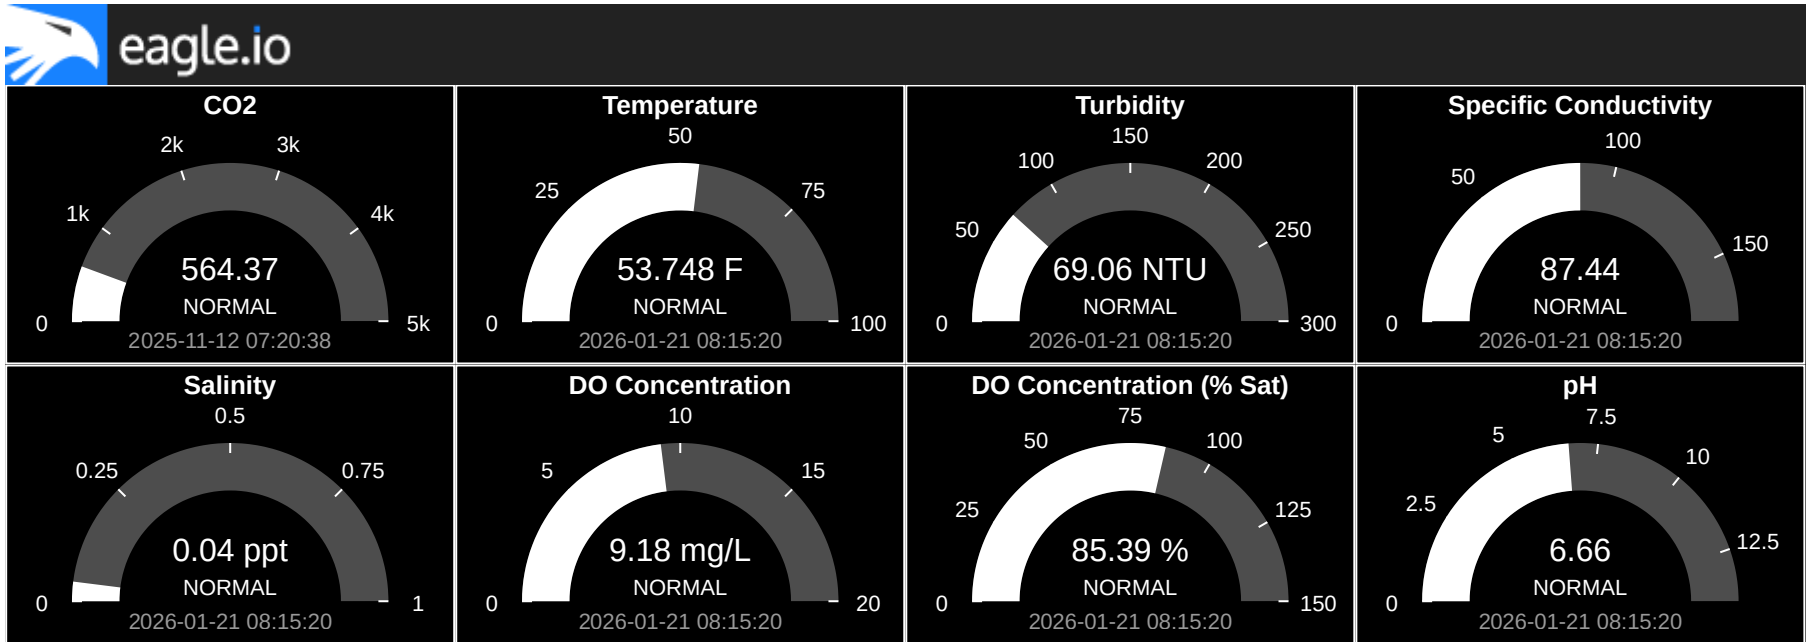 eagle.io
CO2
0
1k
2k
3k
4k
5k
564.37
NORMAL
2025-11-12 07:20:38
Temperature
0
25
50
75
100
53.748 F
NORMAL
2026-01-21 08:15:20
Turbidity
0
50
100
150
200
250
300
69.06 NTU
NORMAL
2026-01-21 08:15:20
Specific Conductivity
0
50
100
150
87.44
NORMAL
2026-01-21 08:15:20
Salinity
0
0.25
0.5
0.75
1
0.04 ppt
NORMAL
2026-01-21 08:15:20
DO Concentration
0
5
10
15
20
9.18 mg/L
NORMAL
2026-01-21 08:15:20
DO Concentration (% Sat)
0
25
50
75
100
125
150
85.39 %
NORMAL
2026-01-21 08:15:20
pH
0
2.5
5
7.5
10
12.5
6.66
NORMAL
2026-01-21 08:15:20